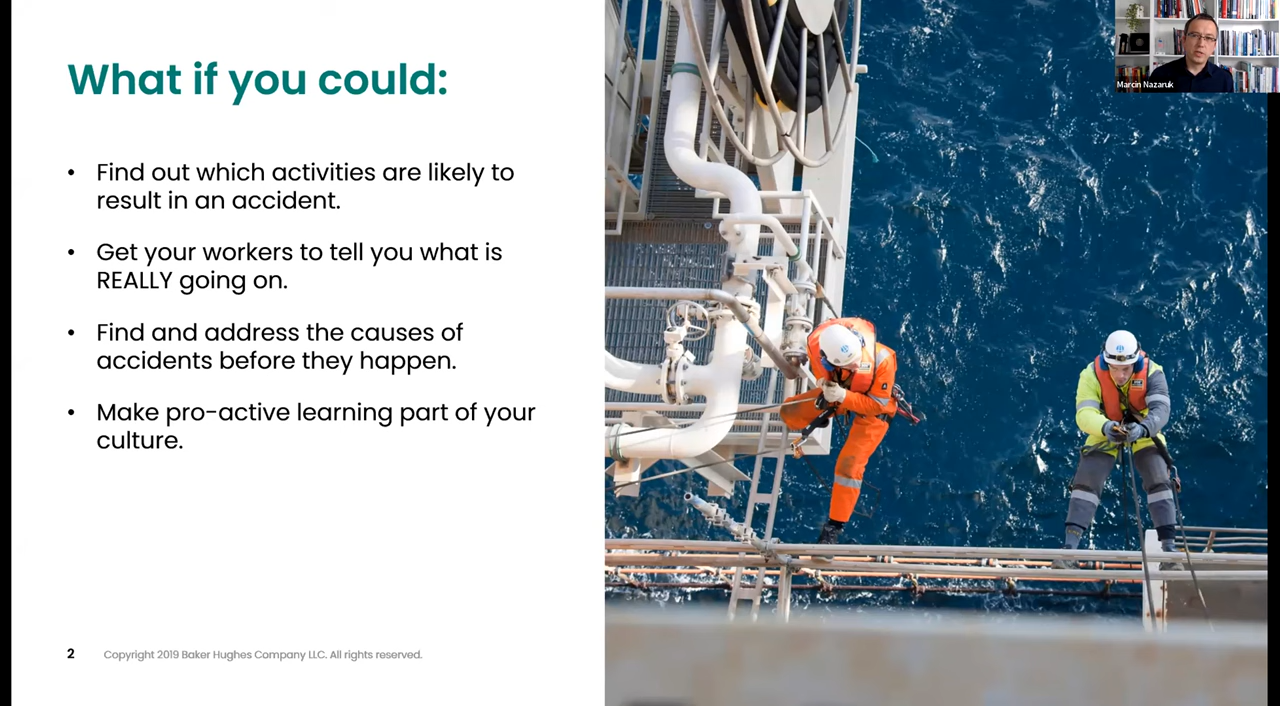 What if you could:
• Find out which activities are likely to
result in an accident.
• Get your workers to tell you what is
REALLY going on.
• Find and address the causes of
accidents before they happen.
• Make pro-active learning part of your
culture.
2 Copyright 2019 Baker Hughes Company LLC. All rights reserved.
Marcin Nazaruk